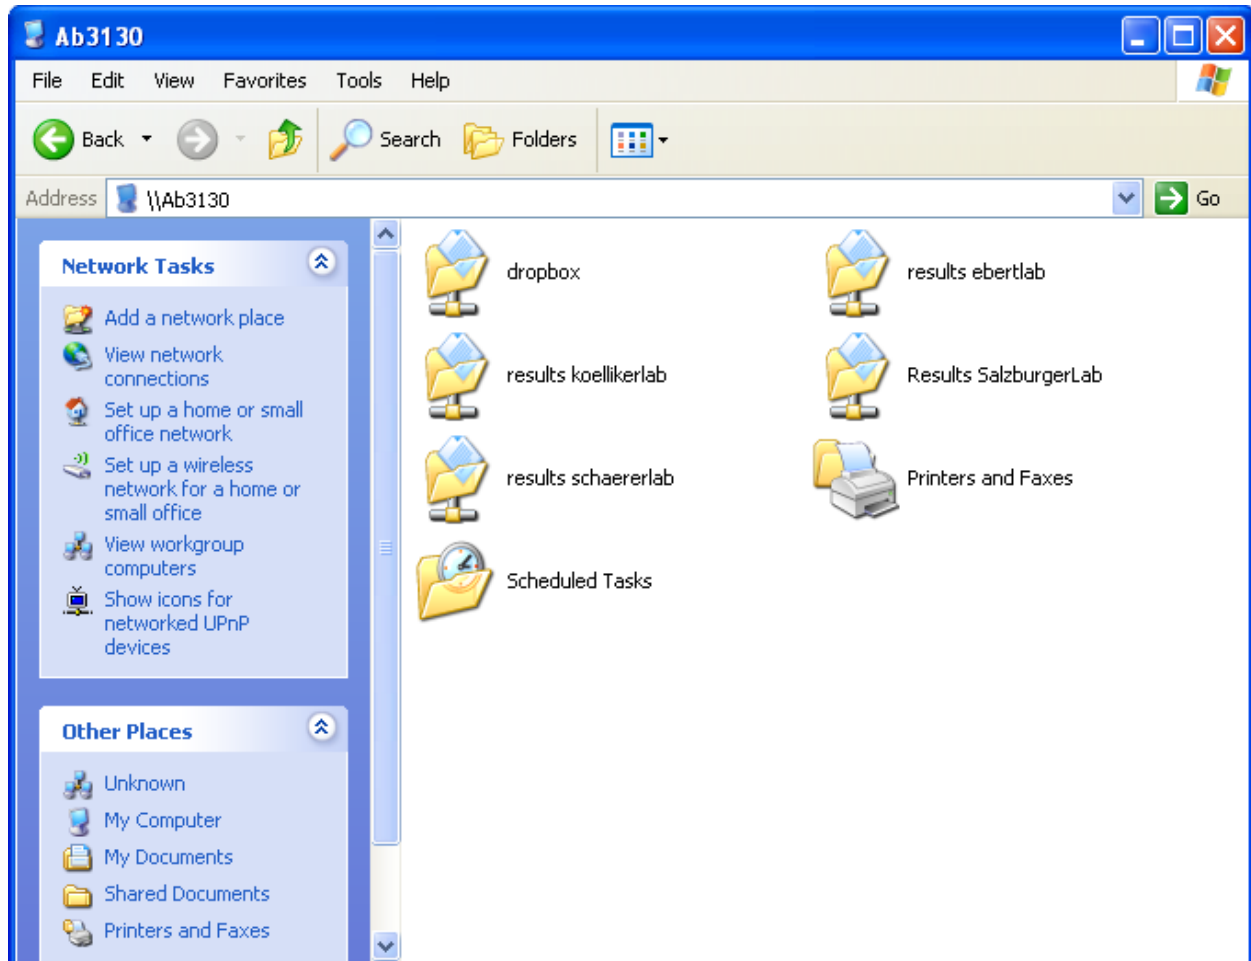 Ab3130
File Edit View Favorites Tools Help
Back Search Folders
Address \\Ab3130 Go
Network Tasks
Add a network place
View network
connections
Set up a home or small
office network
Set up a wireless
network for a home or
small office
View workgroup
computers
Show icons for
networked UPnP
devices
Other Places
Unknown
My Computer
My Documents
Shared Documents
Printers and Faxes
dropbox
results ebertlab
results koellikerlab
Results SalzburgerLab
results schaererlab
Printers and Faxes
Scheduled Tasks